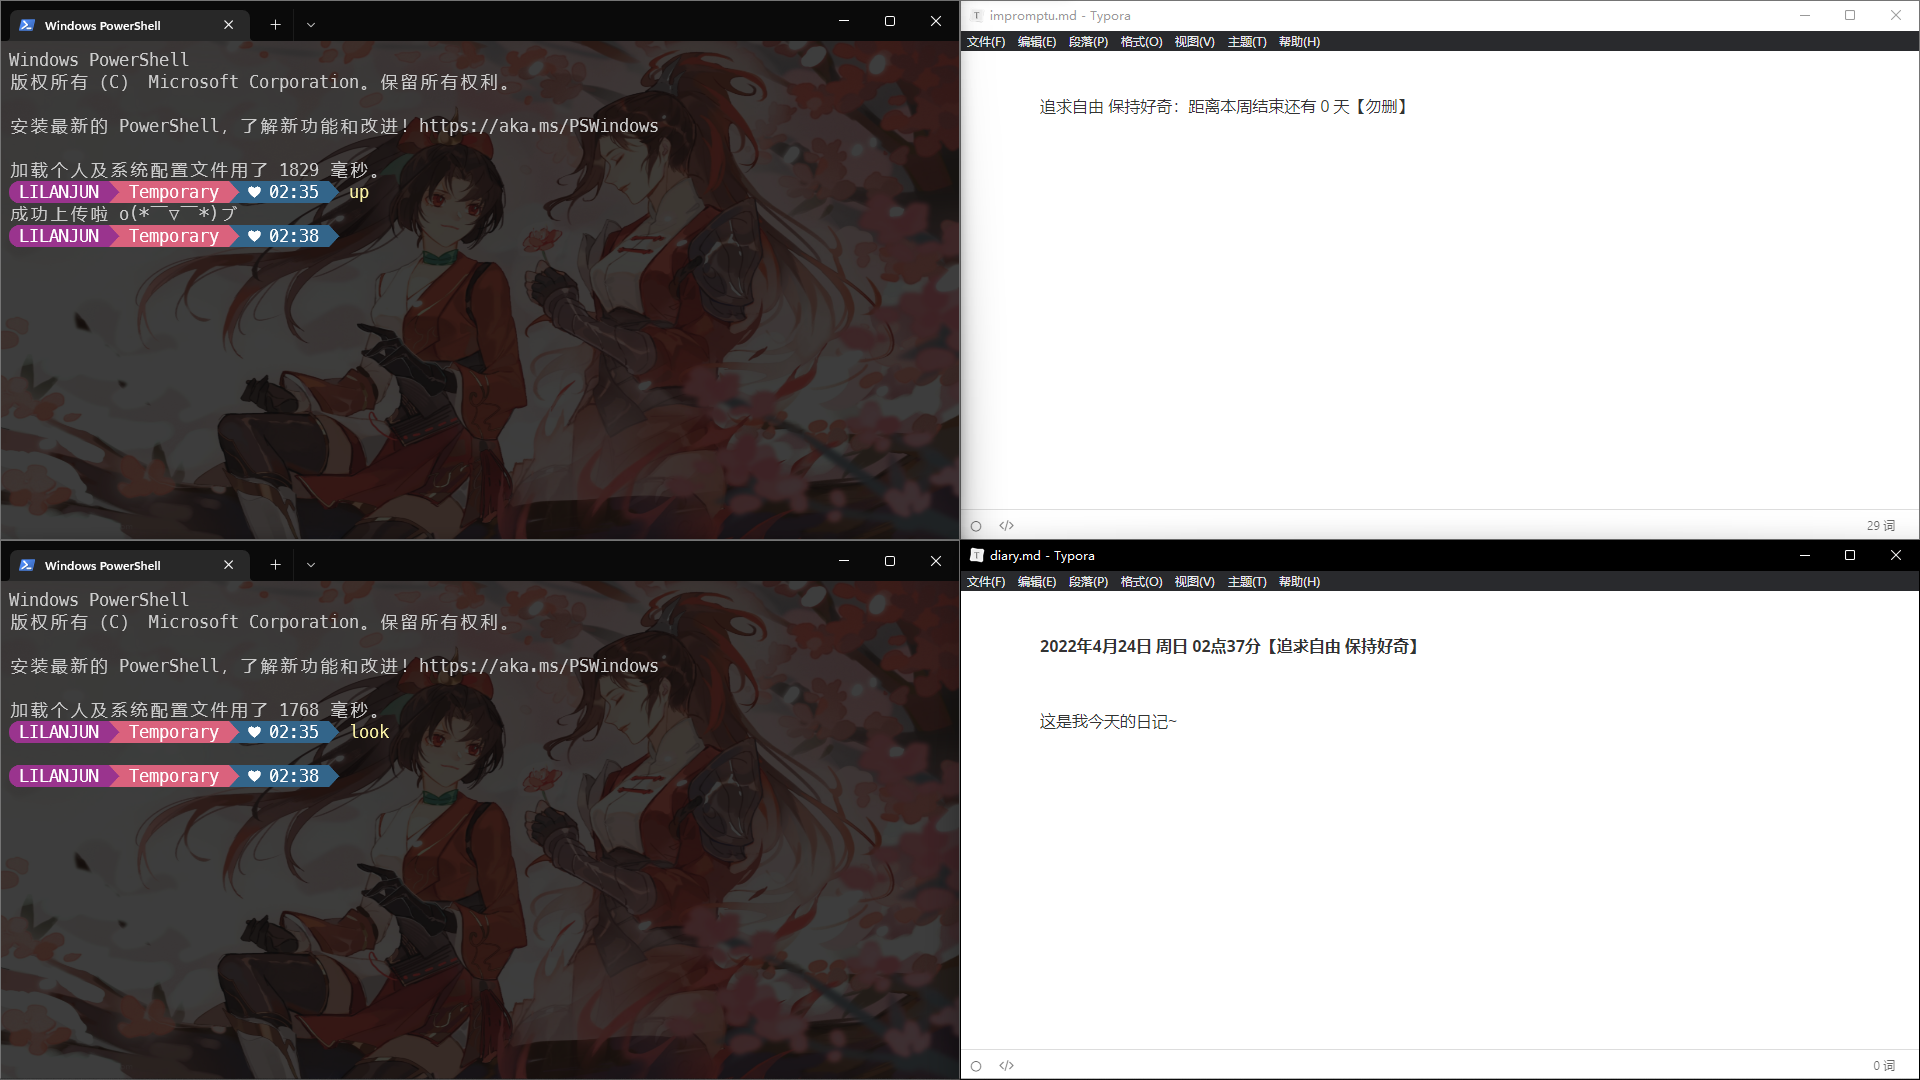 Windows PowerShell
Windows PowerShell
版权所有 (C) Microsoft Corporation。保留所有权利。
安装最新的 PowerShell，了解新功能和改进！https://aka.ms/PSWindows
加载个人及系统配置文件用了 1829 毫秒。
LILANJUN Temporary ♥ 02:35 up
成功上传啦 o(*￣▽￣*)ブ
LILANJUN Temporary ♥ 02:38
impromptu.md - Typora
文件(F) 编辑(E) 段落(P) 格式(O) 视图(V) 主题(T) 帮助(H)
追求自由 保持好奇：距离本周结束还有 0 天【勿删】
29 词
Windows PowerShell
Windows PowerShell
版权所有 (C) Microsoft Corporation。保留所有权利。
安装最新的 PowerShell，了解新功能和改进！https://aka.ms/PSWindows
加载个人及系统配置文件用了 1768 毫秒。
LILANJUN Temporary ♥ 02:35 look
LILANJUN Temporary ♥ 02:38
diary.md - Typora
文件(F) 编辑(E) 段落(P) 格式(O) 视图(V) 主题(T) 帮助(H)
2022年4月24日 周日 02点37分【追求自由 保持好奇】
这是我今天的日记~
0 词